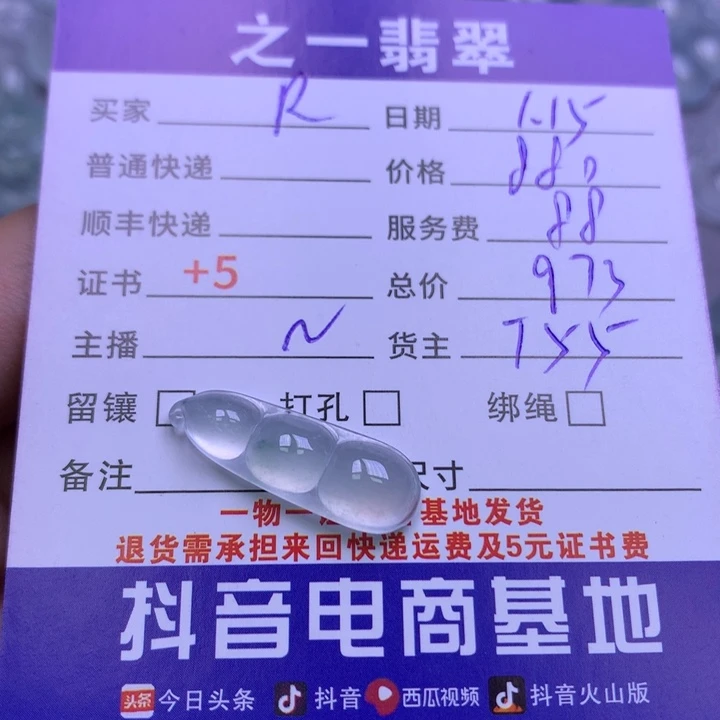 之一翡翠
买家 R 日期 1.15
普通快递 价格 880
顺丰快递 服务费 88
证书 +5 总价 973
主播 N 货主 T55
留镶 打孔 绑绳
备注 尺寸
一物一 基地发货
退货需承担来回快递运费及5元证书费
抖音电商基地
头条 今日头条 抖音 西瓜视频 抖音火山版